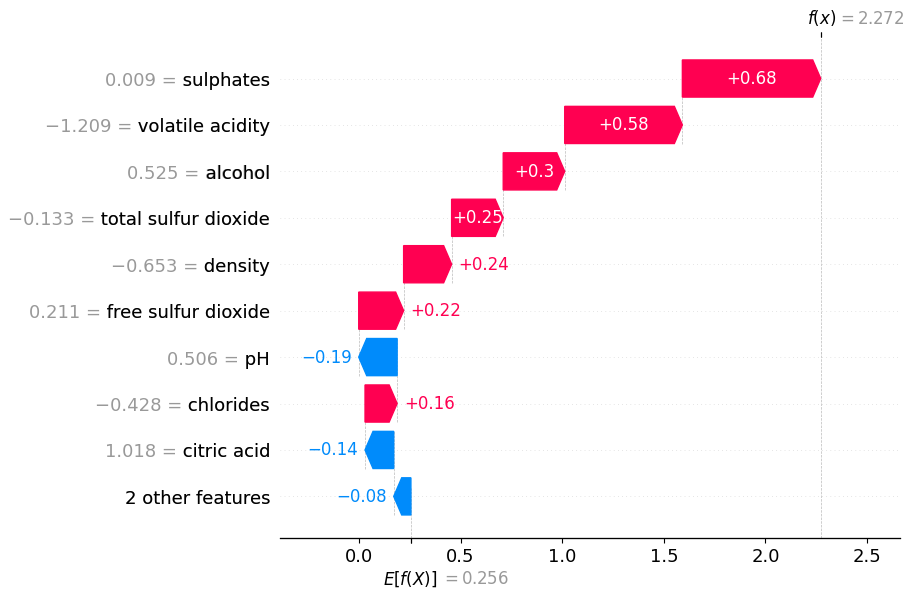 f(x) = 2.272
0.009 = sulphates
+0.68
−1.209 = volatile acidity
+0.58
0.525 = alcohol
+0.3
−0.133 = total sulfur dioxide
+0.25
−0.653 = density
+0.24
0.211 = free sulfur dioxide
+0.22
0.506 = pH
−0.19
−0.428 = chlorides
+0.16
1.018 = citric acid
−0.14
2 other features
−0.08
0.0 0.5 1.0 1.5 2.0 2.5
E[f(X)] = 0.256